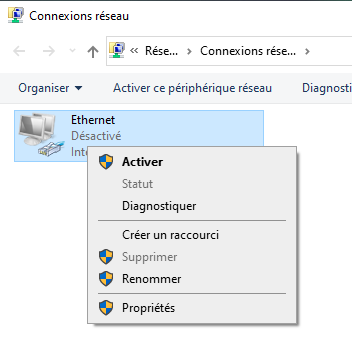 Connexions réseau
Rése... Connexions rése...
Organiser Activer ce périphérique réseau Diagnosti
Ethernet
Désactivé
Inte
Activer
Statut
Diagnostiquer
Créer un raccourci
Supprimer
Renommer
Propriétés